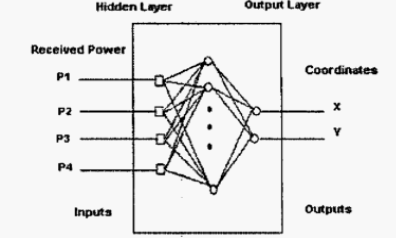 Hidden Layer
Output Layer
Received Power
Coordinates
P1
P2
X
P3
Y
P4
Inputs
Outputs